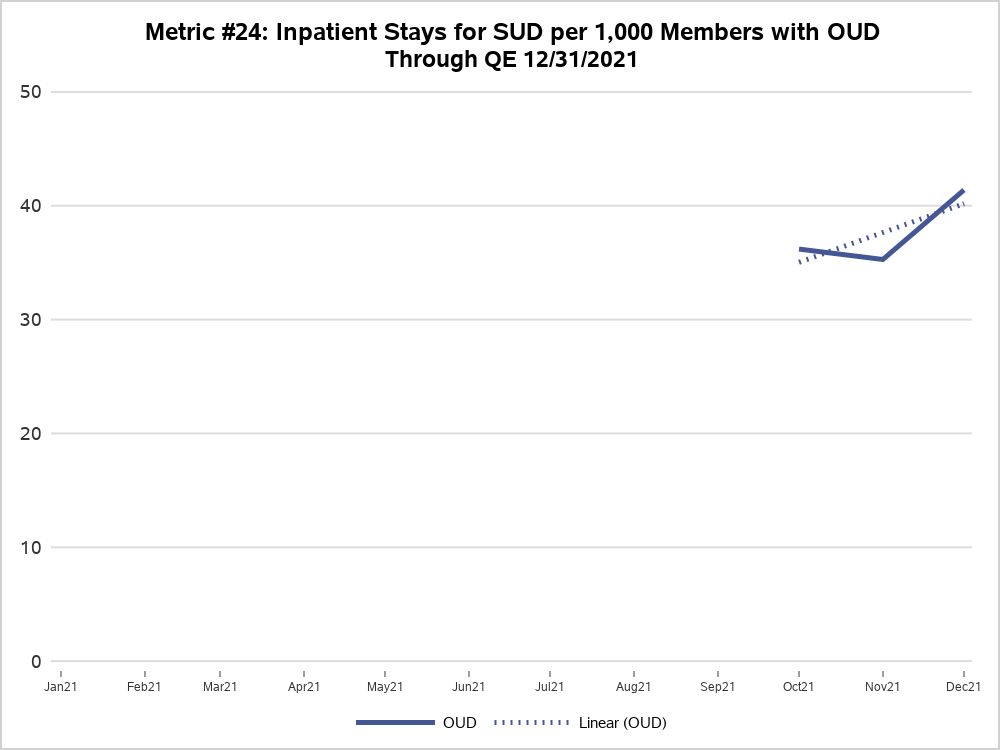 Metric #24: Inpatient Stays for SUD per 1,000 Members with OUD
Through QE 12/31/2021
50
40
30
20
10
0
Jan21 Feb21 Mar21 Apr21 May21 Jun21 Jul21 Aug21 Sep21 Oct21 Nov21 Dec21
OUD Linear (OUD)